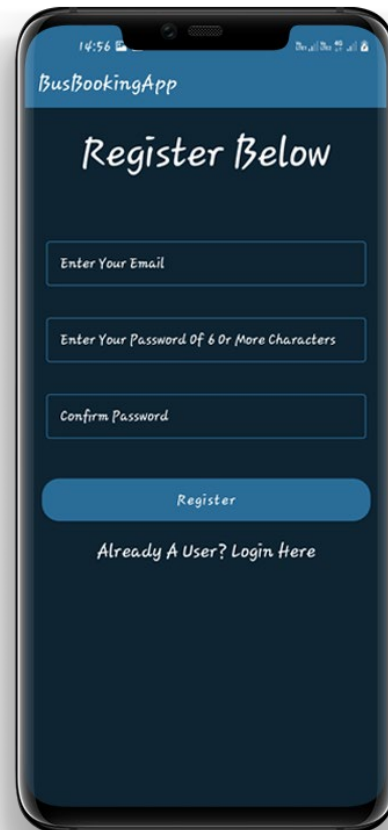 14:56
BusBookingApp
Register Below
Enter Your Email
Enter Your Password Of 6 Or More Characters
Confirm Password
Register
Already A User? Login Here